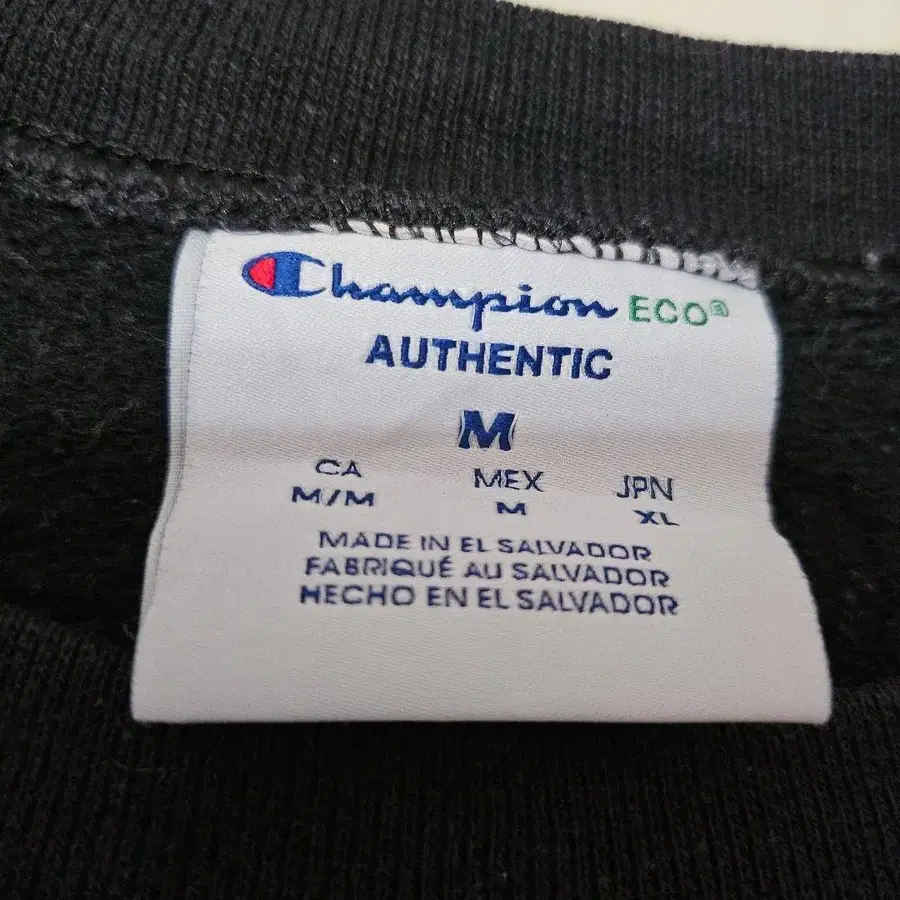 Champion ECO®
AUTHENTIC
M
CA MEX JPN
M/M M XL
MADE IN EL SALVADOR
FABRIQUÉ AU SALVADOR
HECHO EN EL SALVADOR